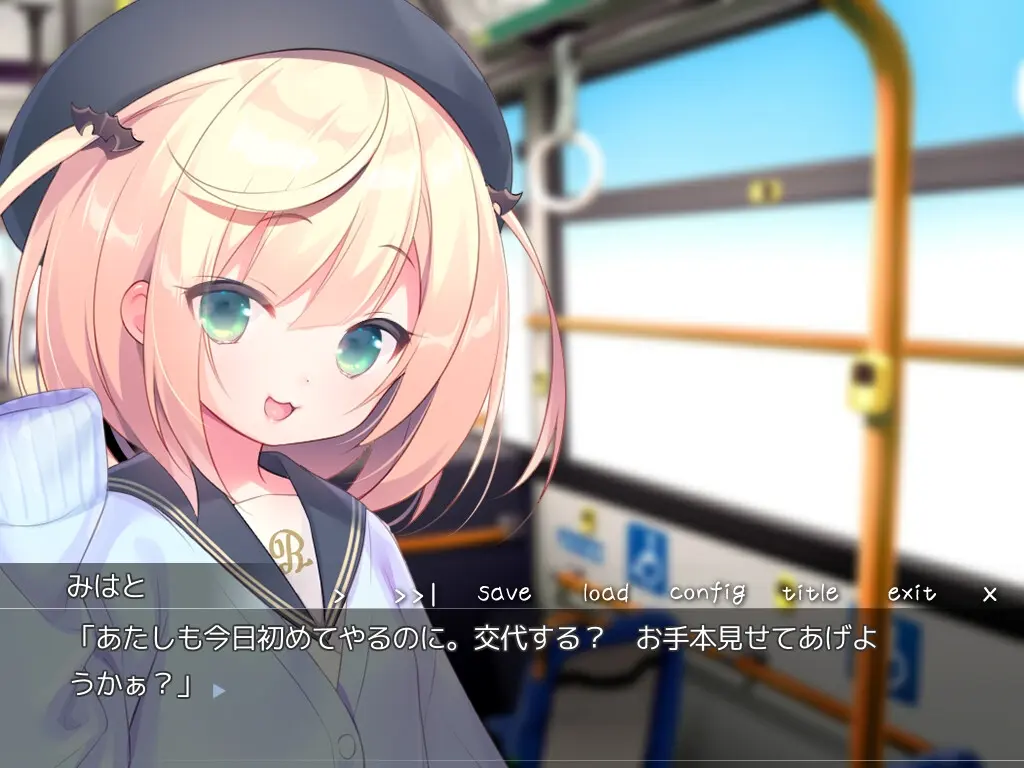 R
みはと
> >>| save load config title exit x
「あたしも今日初めてやるのに。交代する？　お手本見せてあげよ
うかぁ？」